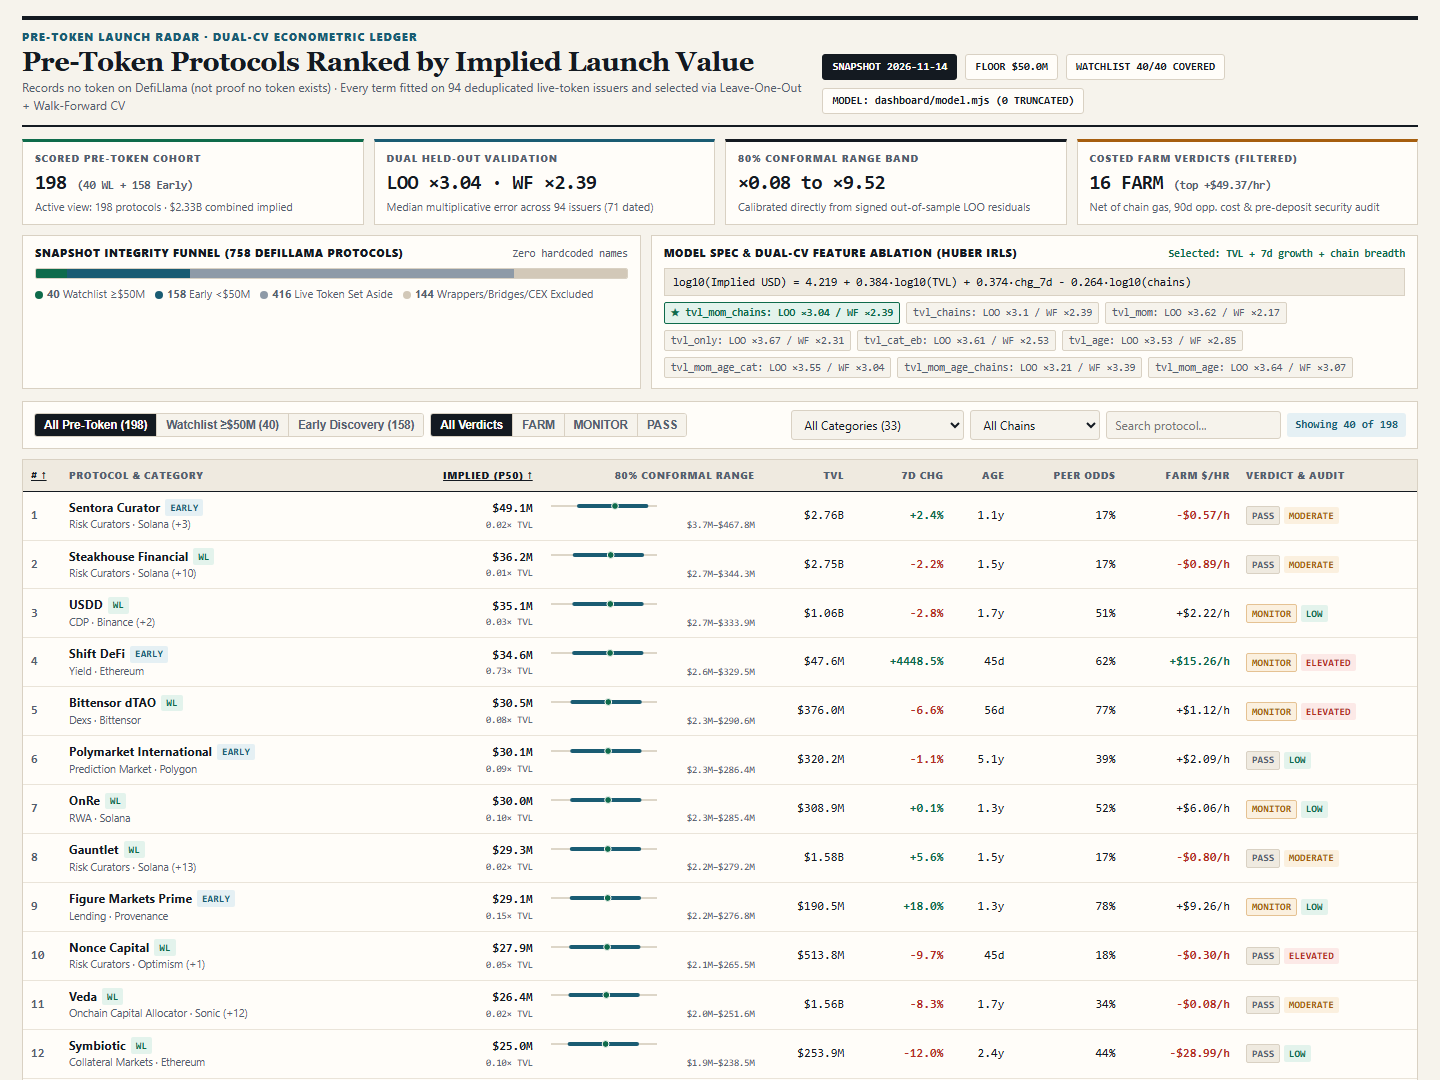 PRE-TOKEN LAUNCH RADAR · DUAL-CV ECONOMETRIC LEDGER
Pre-Token Protocols Ranked by Implied Launch Value
Records no token on DefiLlama (not proof no token exists) · Every term fitted on 94 deduplicated live-token issuers and selected via Leave-One-Out
+ Walk-Forward CV
SNAPSHOT 2026-11-14
FLOOR $50.0M
WATCHLIST 40/40 COVERED
MODEL: dashboard/model.mjs (0 TRUNCATED)
SCORED PRE-TOKEN COHORT
198 (40 WL + 158 Early)
Active view: 198 protocols · $2.33B combined implied
DUAL HELD-OUT VALIDATION
LOO ×3.04 · WF ×2.39
Median multiplicative error across 94 issuers (71 dated)
80% CONFORMAL RANGE BAND
×0.08 to ×9.52
Calibrated directly from signed out-of-sample LOO residuals
COSTED FARM VERDICTS (FILTERED)
16 FARM (top +$49.37/hr)
Net of chain gas, 90d opp. cost & pre-deposit security audit
SNAPSHOT INTEGRITY FUNNEL (758 DEFILLAMA PROTOCOLS)
Zero hardcoded names
40 Watchlist ≥$50M
158 Early <$50M
416 Live Token Set Aside
144 Wrappers/Bridges/CEX Excluded
MODEL SPEC & DUAL-CV FEATURE ABLATION (HUBER IRLS)
Selected: TVL + 7d growth + chain breadth
log10(Implied USD) = 4.219 + 0.384·log10(TVL) + 0.374·chg_7d - 0.264·log10(chains)
★ tvl_mom_chains: LOO ×3.04 / WF ×2.39
tvl_chains: LOO ×3.1 / WF ×2.39
tvl_mom: LOO ×3.62 / WF ×2.17
tvl_only: LOO ×3.67 / WF ×2.31
tvl_cat_eb: LOO ×3.61 / WF ×2.53
tvl_age: LOO ×3.53 / WF ×2.85
tvl_mom_age_cat: LOO ×3.55 / WF ×3.04
tvl_mom_age_chains: LOO ×3.21 / WF ×3.39
tvl_mom_age: LOO ×3.64 / WF ×3.07
All Pre-Token (198)
Watchlist ≥$50M (40)
Early Discovery (158)
All Verdicts
FARM
MONITOR
PASS
All Categories (33)
All Chains
Search protocol...
Showing 40 of 198
# ↑ PROTOCOL & CATEGORY IMPLIED (P50) ↑ 80% CONFORMAL RANGE TVL 7D CHG AGE PEER ODDS FARM $/HR VERDICT & AUDIT
1 Sentora Curator EARLY $49.1M $2.76B +2.4% 1.1y 17% -$0.57/h PASS MODERATE
Risk Curators · Solana (+3) 0.02× TVL $3.7M–$467.8M
2 Steakhouse Financial WL $36.2M $2.75B -2.2% 1.5y 17% -$0.89/h PASS MODERATE
Risk Curators · Solana (+10) 0.01× TVL $2.7M–$344.3M
3 USDD WL $35.1M $1.06B -2.8% 1.7y 51% +$2.22/h MONITOR LOW
CDP · Binance (+2) 0.03× TVL $2.7M–$333.9M
4 Shift DeFi EARLY $34.6M $47.6M +4448.5% 45d 62% +$15.26/h MONITOR ELEVATED
Yield · Ethereum 0.73× TVL $2.6M–$329.5M
5 Bittensor dTAO WL $30.5M $376.0M -6.6% 56d 77% +$1.12/h MONITOR ELEVATED
Dexs · Bittensor 0.08× TVL $2.3M–$290.6M
6 Polymarket International EARLY $30.1M $320.2M -1.1% 5.1y 39% +$2.09/h PASS LOW
Prediction Market · Polygon 0.09× TVL $2.3M–$286.4M
7 OnRe WL $30.0M $308.9M +0.1% 1.3y 52% +$6.06/h MONITOR LOW
RWA · Solana 0.10× TVL $2.3M–$285.4M
8 Gauntlet WL $29.3M $1.58B +5.6% 1.5y 17% -$0.80/h PASS MODERATE
Risk Curators · Solana (+13) 0.02× TVL $2.2M–$279.2M
9 Figure Markets Prime EARLY $29.1M $190.5M +18.0% 1.3y 78% +$9.26/h MONITOR LOW
Lending · Provenance 0.15× TVL $2.2M–$276.8M
10 Nonce Capital WL $27.9M $513.8M -9.7% 45d 18% -$0.30/h PASS ELEVATED
Risk Curators · Optimism (+1) 0.05× TVL $2.1M–$265.5M
11 Veda WL $26.4M $1.56B -8.3% 1.7y 34% -$0.08/h PASS MODERATE
Onchain Capital Allocator · Sonic (+12) 0.02× TVL $2.0M–$251.6M
12 Symbiotic WL $25.0M $253.9M -12.0% 2.4y 44% -$28.99/h PASS LOW
Collateral Markets · Ethereum 0.10× TVL $1.9M–$238.5M